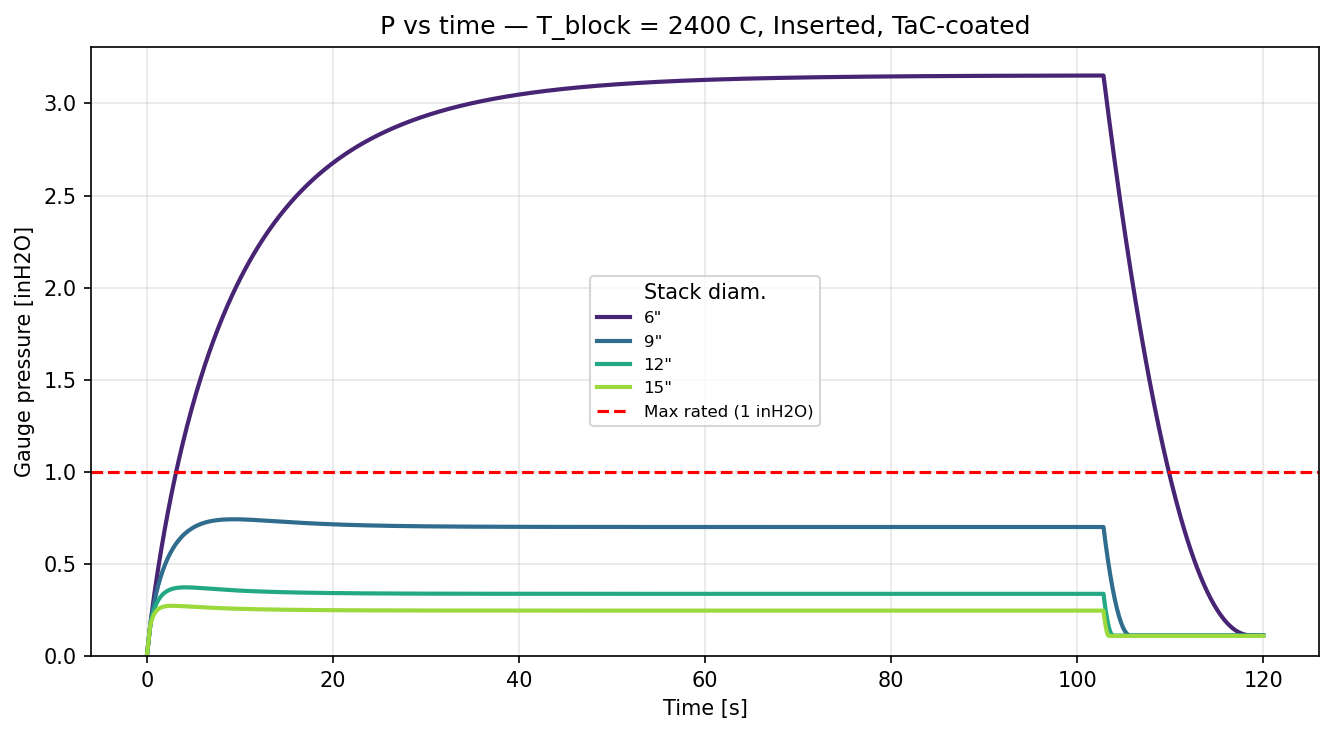 P vs time — T_block = 2400 C, Inserted, TaC-coated
Gauge pressure [inH2O]
3.0
2.5
2.0
1.5
1.0
0.5
0.0
Stack diam.
6"
9"
12"
15"
Max rated (1 inH2O)
0 20 40 60 80 100 120
Time [s]